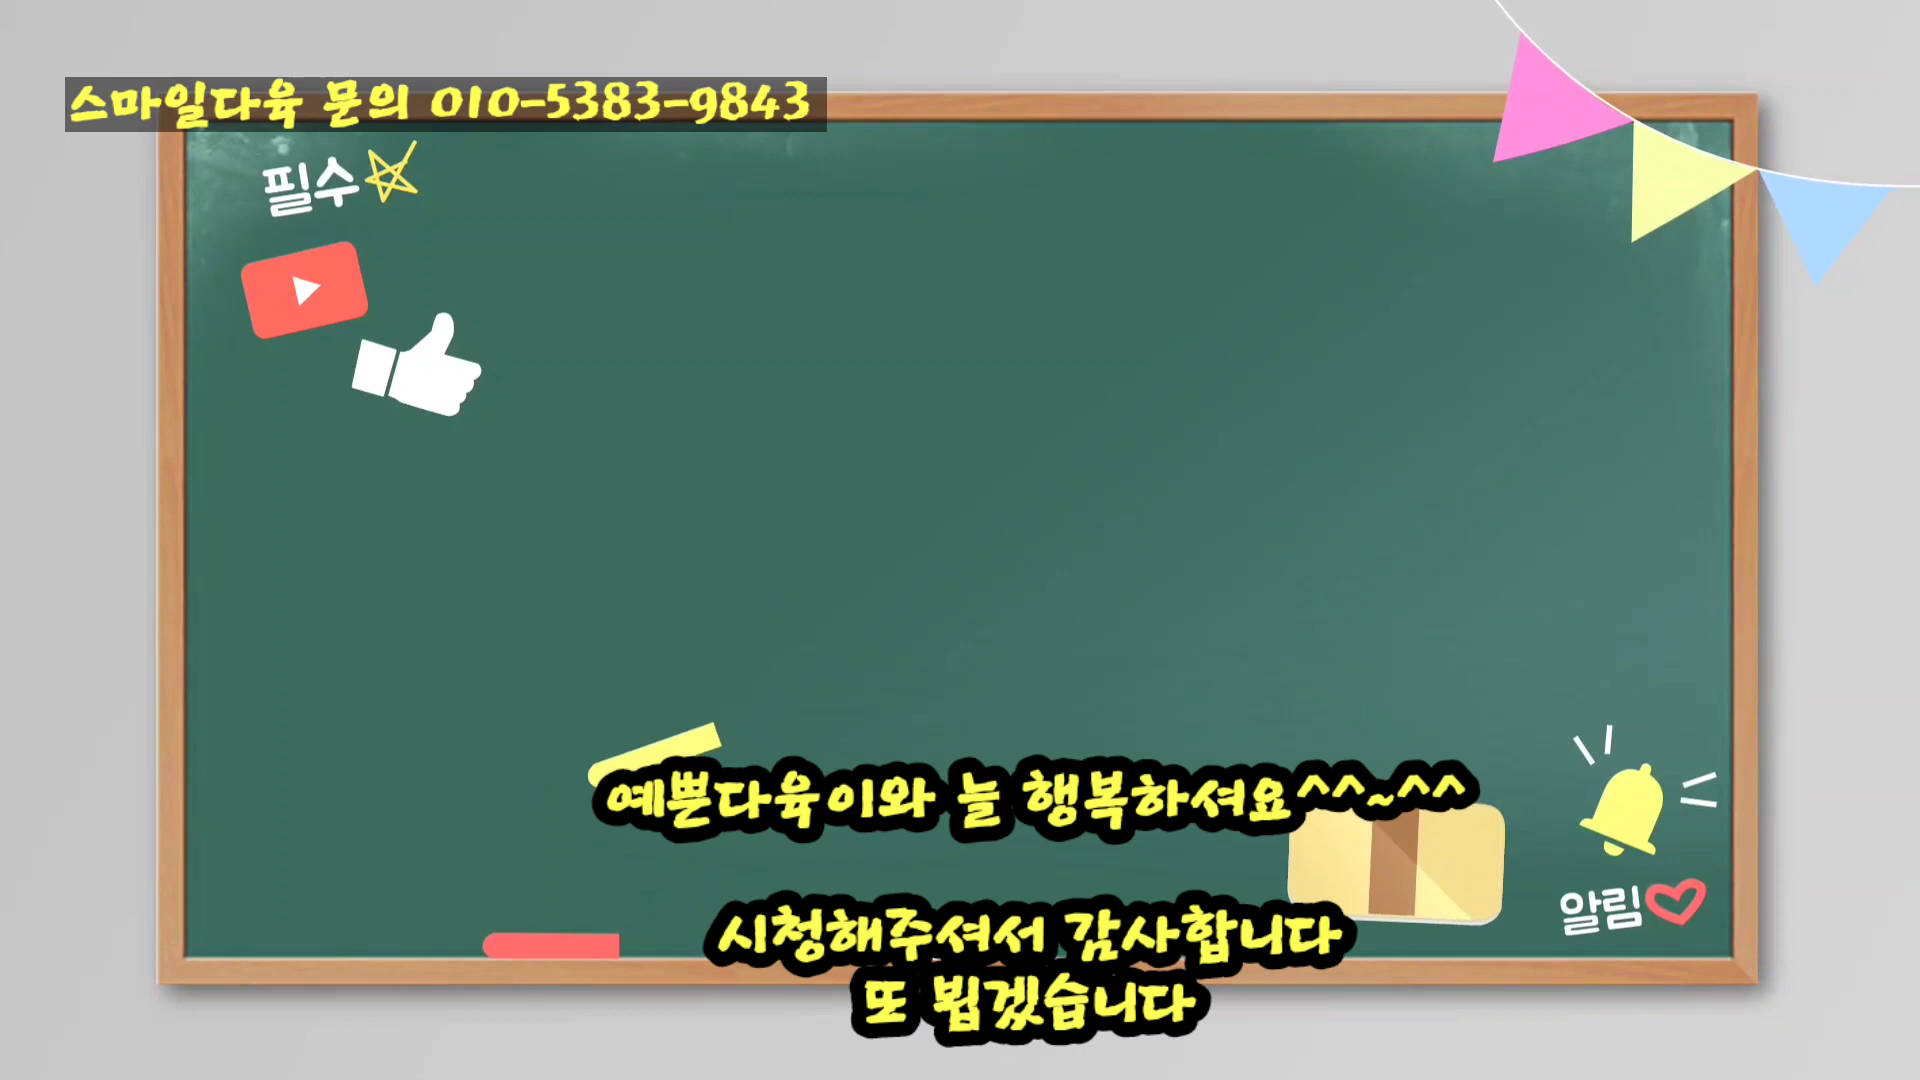 스마일다육 문의 010-5383-9843
필수
예쁜다육이와 늘 행복하셔요^^~^^
알림
시청해주셔서 감사합니다
또 뵙겠습니다